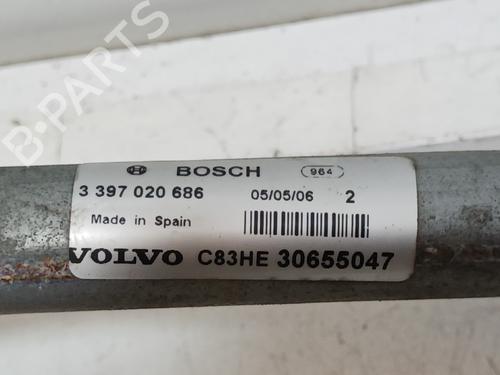 B-PARTS
BOSCH 964
3 397 020 686 05/05/06 2
Made in Spain
VOLVO C83HE 30655047